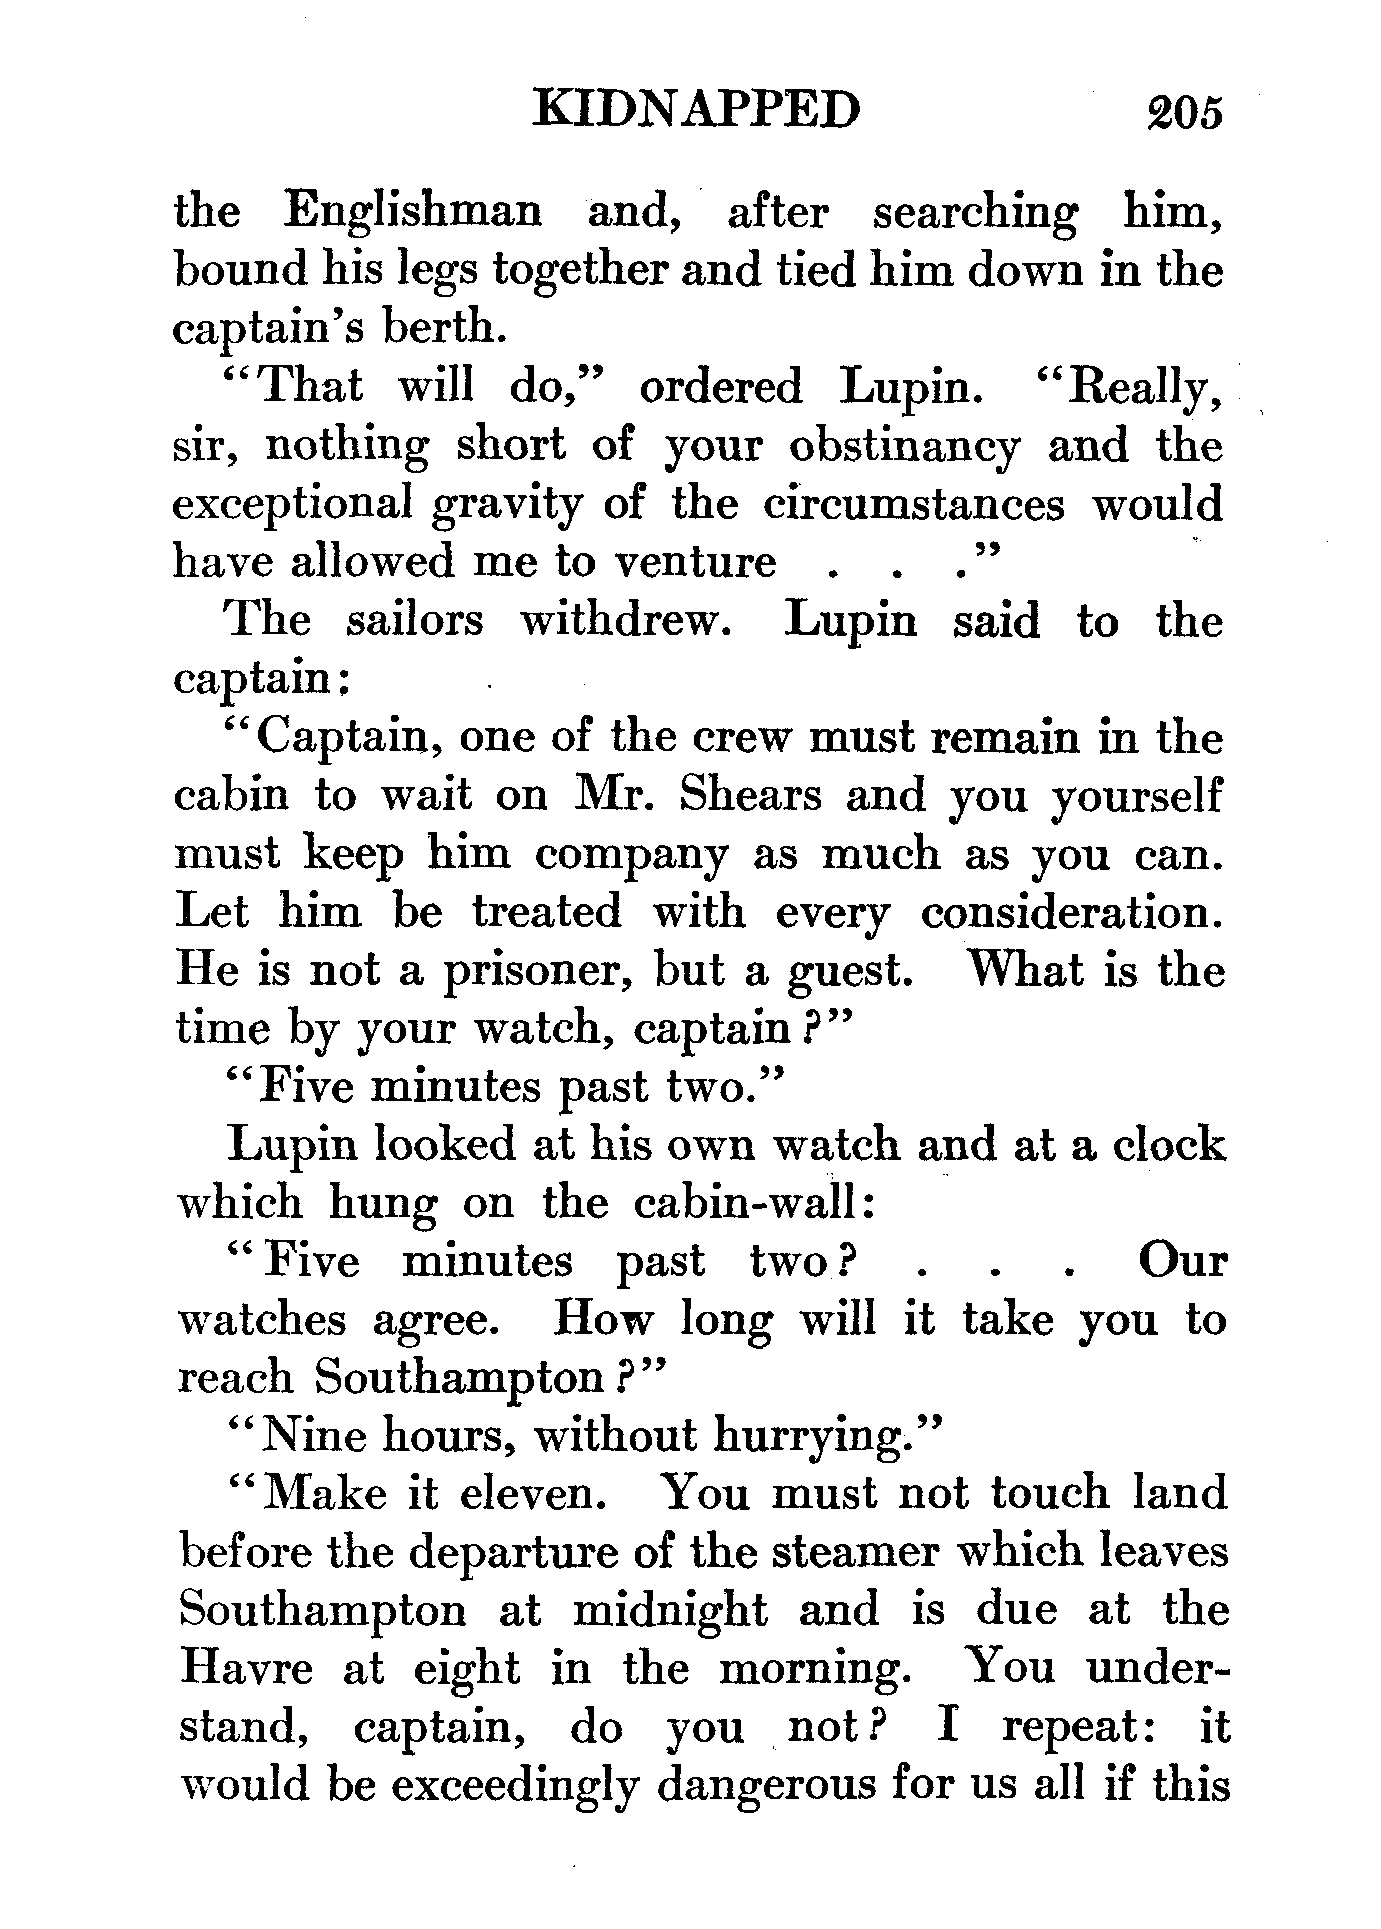 KIDNAPPED 205
the Englishman and, after searching him,
bound his legs together and tied him down in the
captain's berth.
"That will do," ordered Lupin. "Really,
sir, nothing short of your obstinancy and the
exceptional gravity of the circumstances would
have allowed me to venture . . ."
The sailors withdrew. Lupin said to the
captain:
"Captain, one of the crew must remain in the
cabin to wait on Mr. Shears and you yourself
must keep him company as much as you can.
Let him be treated with every consideration.
He is not a prisoner, but a guest. What is the
time by your watch, captain?"
"Five minutes past two."
Lupin looked at his own watch and at a clock
which hung on the cabin-wall:
"Five minutes past two? . . . Our
watches agree. How long will it take you to
reach Southampton?"
"Nine hours, without hurrying."
"Make it eleven. You must not touch land
before the departure of the steamer which leaves
Southampton at midnight and is due at the
Havre at eight in the morning. You under-
stand, captain, do you not? I repeat: it
would be exceedingly dangerous for us all if this